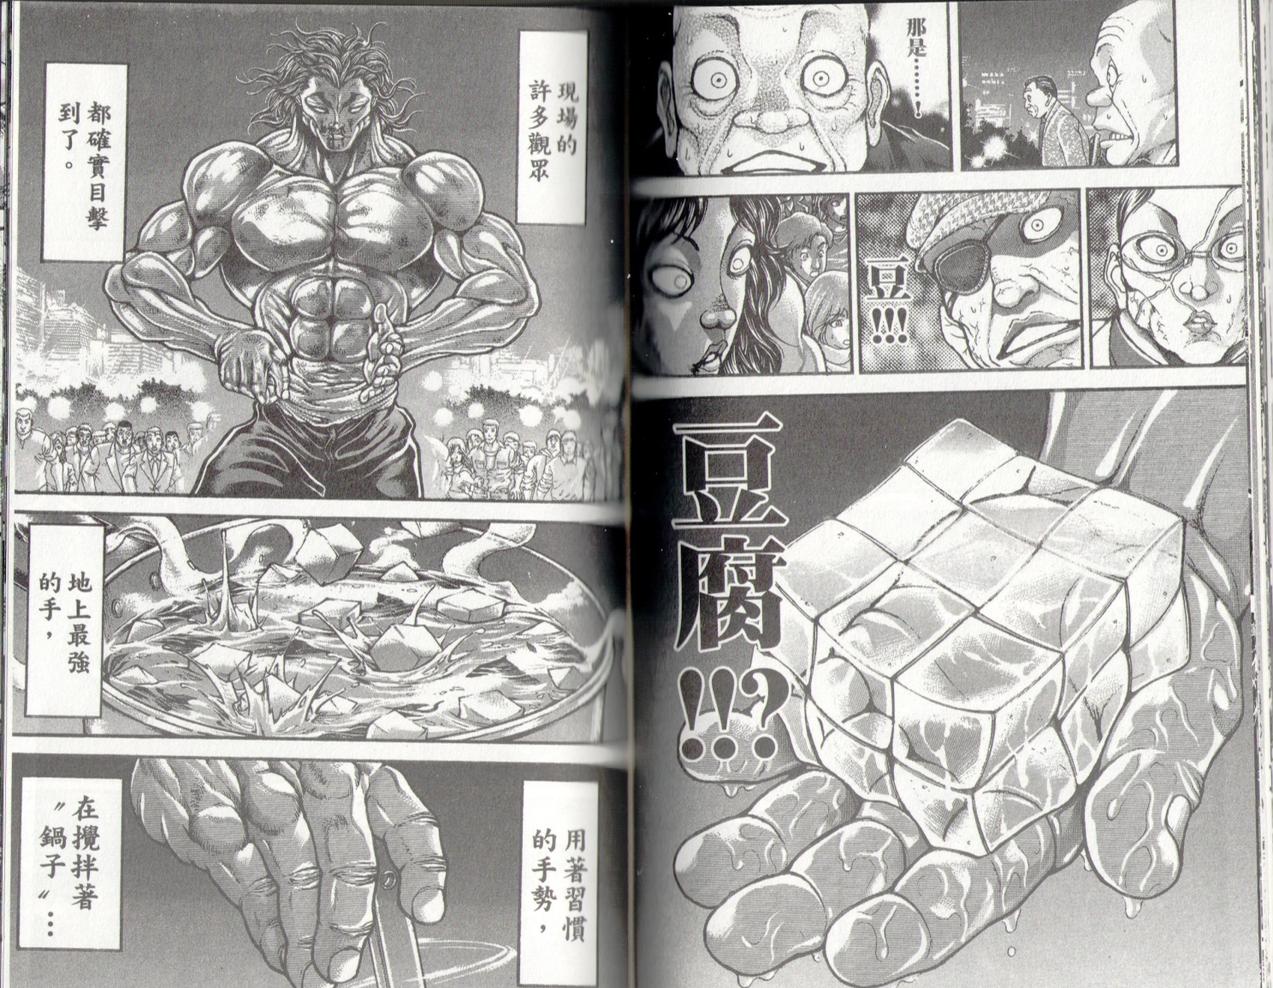 那是………！
豆!!!
豆腐!!!?
現場的
許多觀眾
都確實目擊
到了。
地上最強
的手，
用著習慣
的手勢，
在攪拌著
〝鍋子〞…